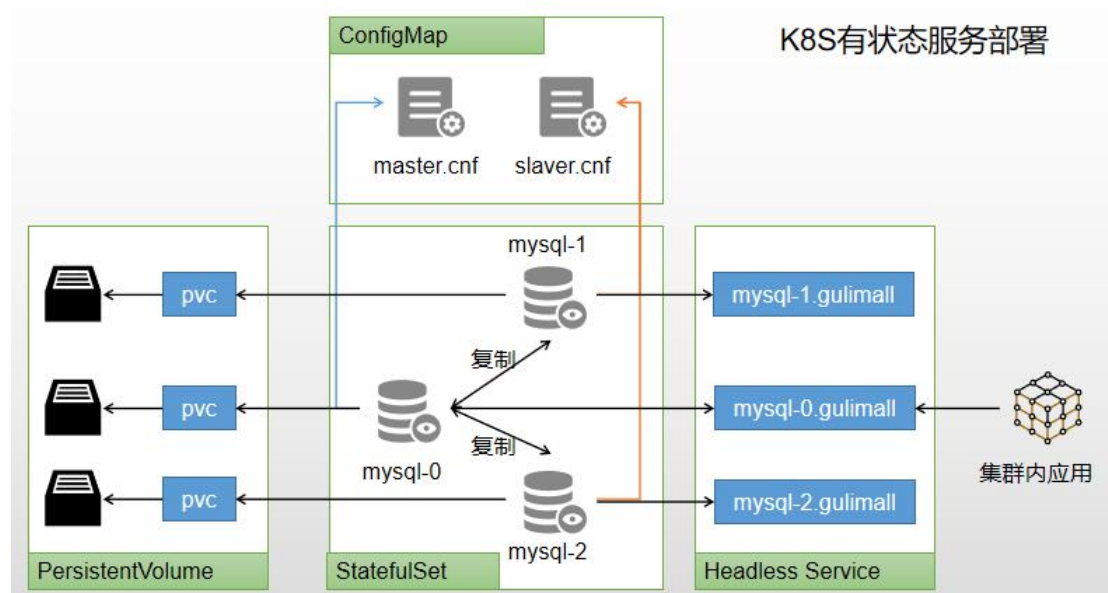 K8S有状态服务部署
ConfigMap
master.cnf
slaver.cnf
mysql-1
pvc
mysql-1.gulimall
复制
pvc
mysql-0.gulimall
复制
mysql-0
集群内应用
pvc
mysql-2.gulimall
mysql-2
PersistentVolume
StatefulSet
Headless Service